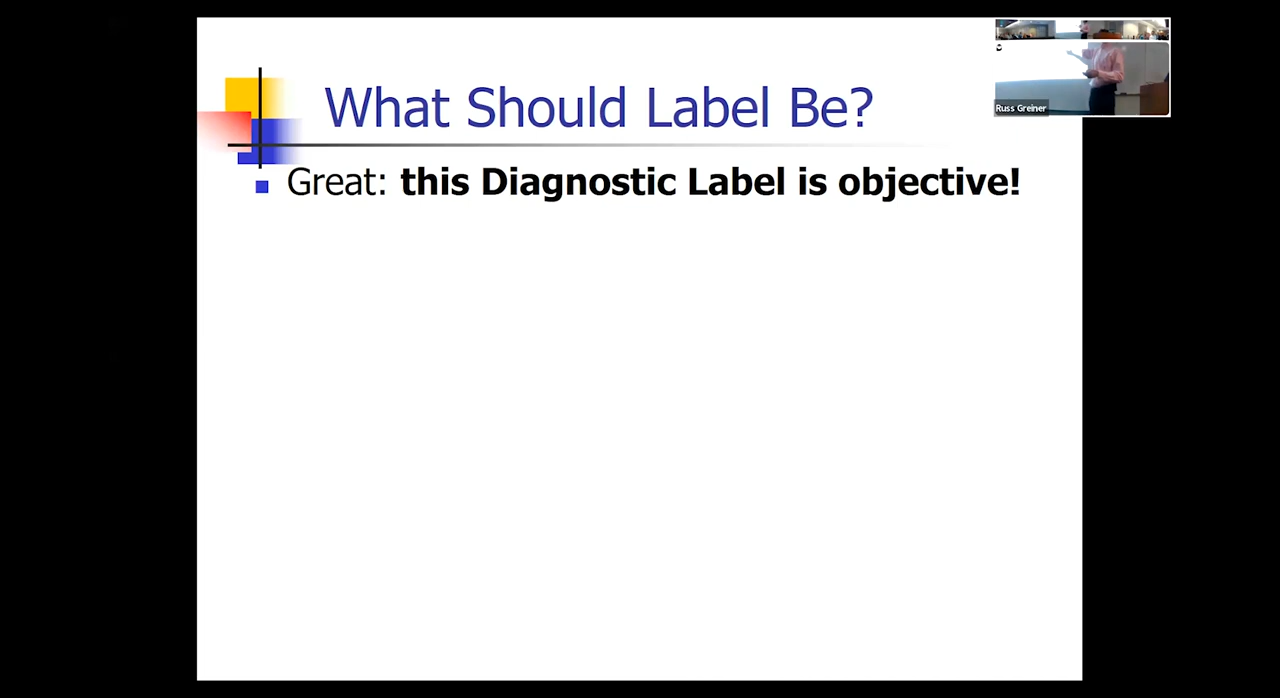 What Should Label Be?
Great: this Diagnostic Label is objective!
Russ Greiner